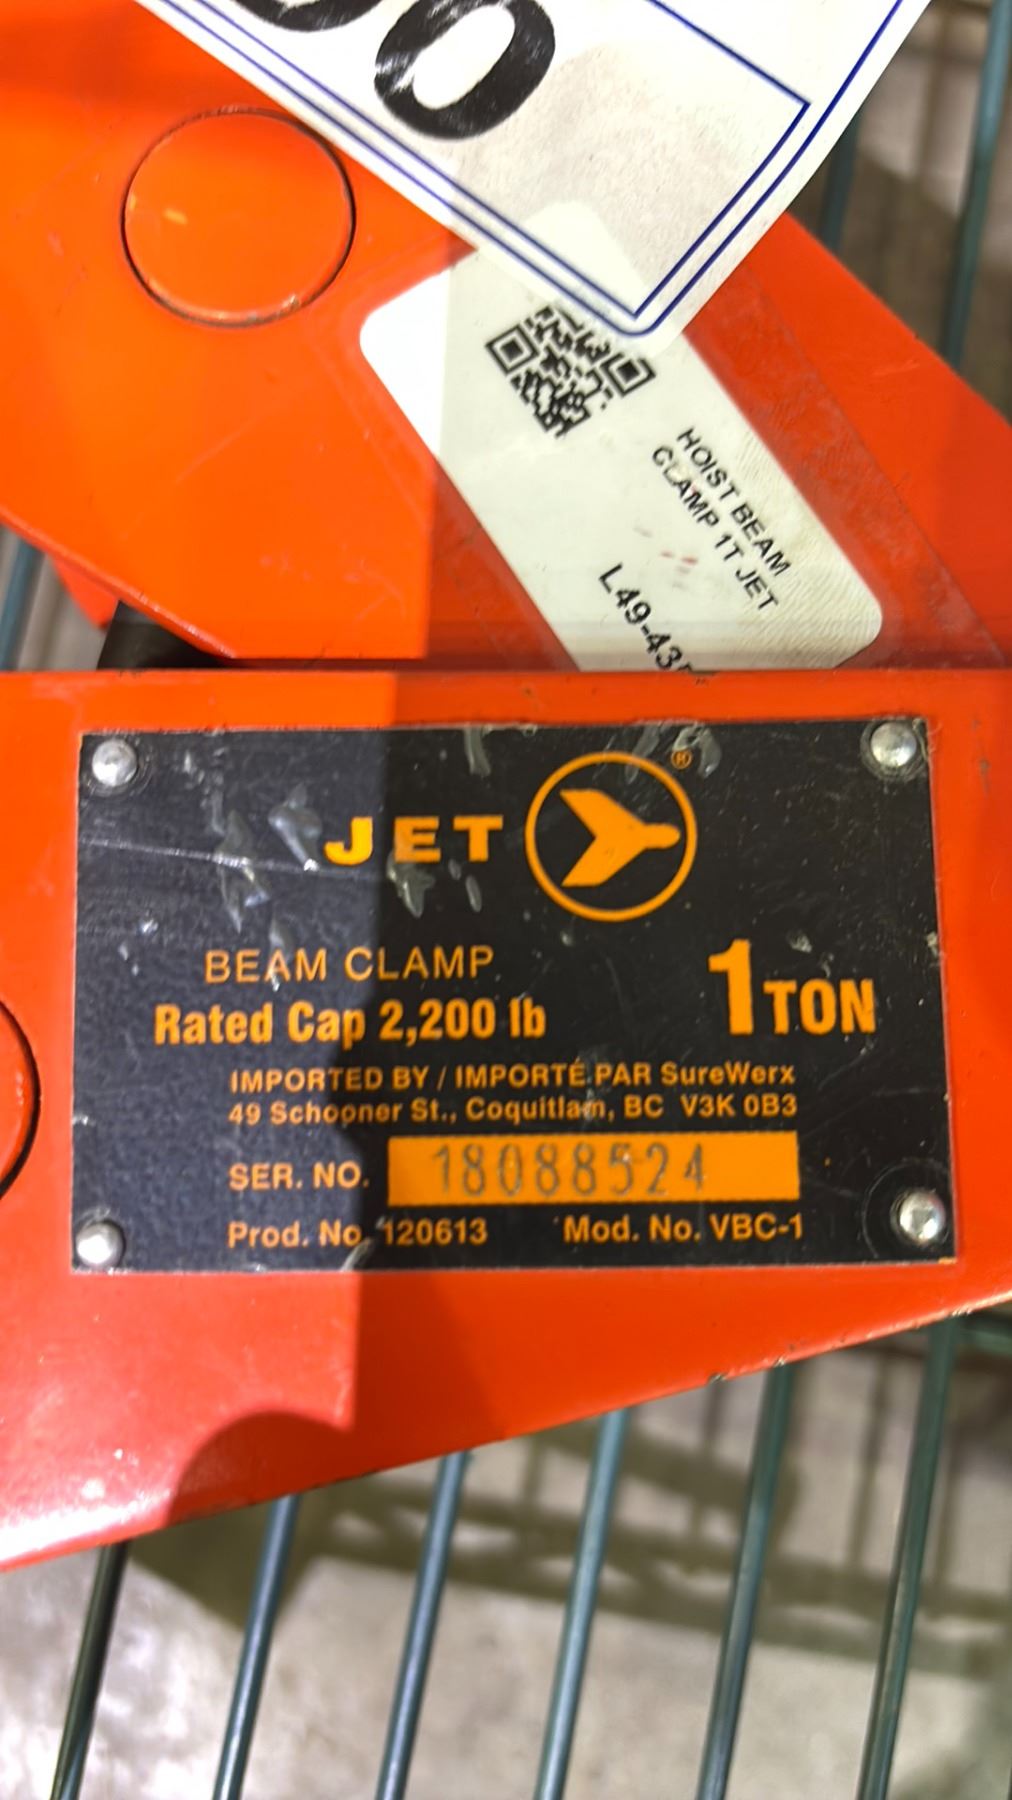 HOIST BEAM
CLAMP 1T JET
JET ®
BEAM CLAMP
Rated Cap 2,200 lb
1 TON
IMPORTED BY / IMPORTÉ PAR SureWerx
49 Schooner St., Coquitlam, BC V3K 0B3
SER. NO. 18088524
Prod. No. 120613 Mod. No. VBC-1